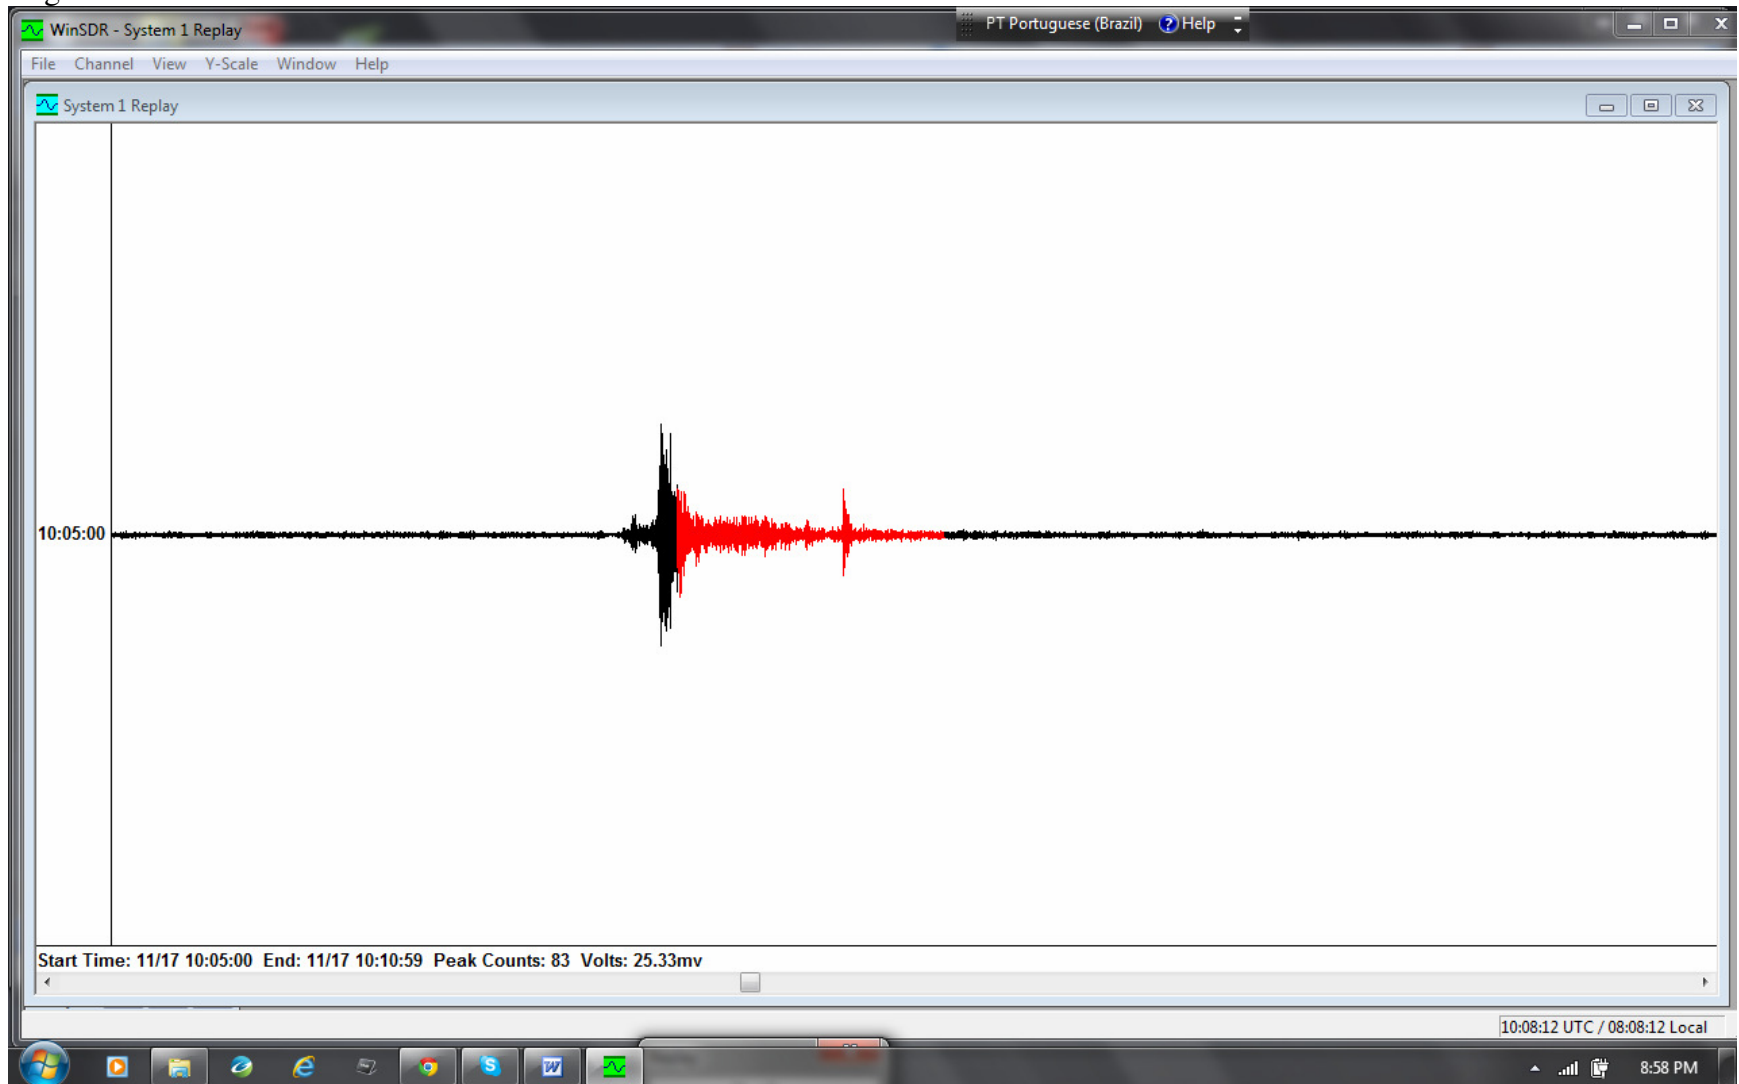 WinSDR - System 1 Replay
PT Portuguese (Brazil) Help
File Channel View Y-Scale Window Help
System 1 Replay
10:05:00
Start Time: 11/17 10:05:00 End: 11/17 10:10:59 Peak Counts: 83 Volts: 25.33mv
10:08:12 UTC / 08:08:12 Local
8:58 PM